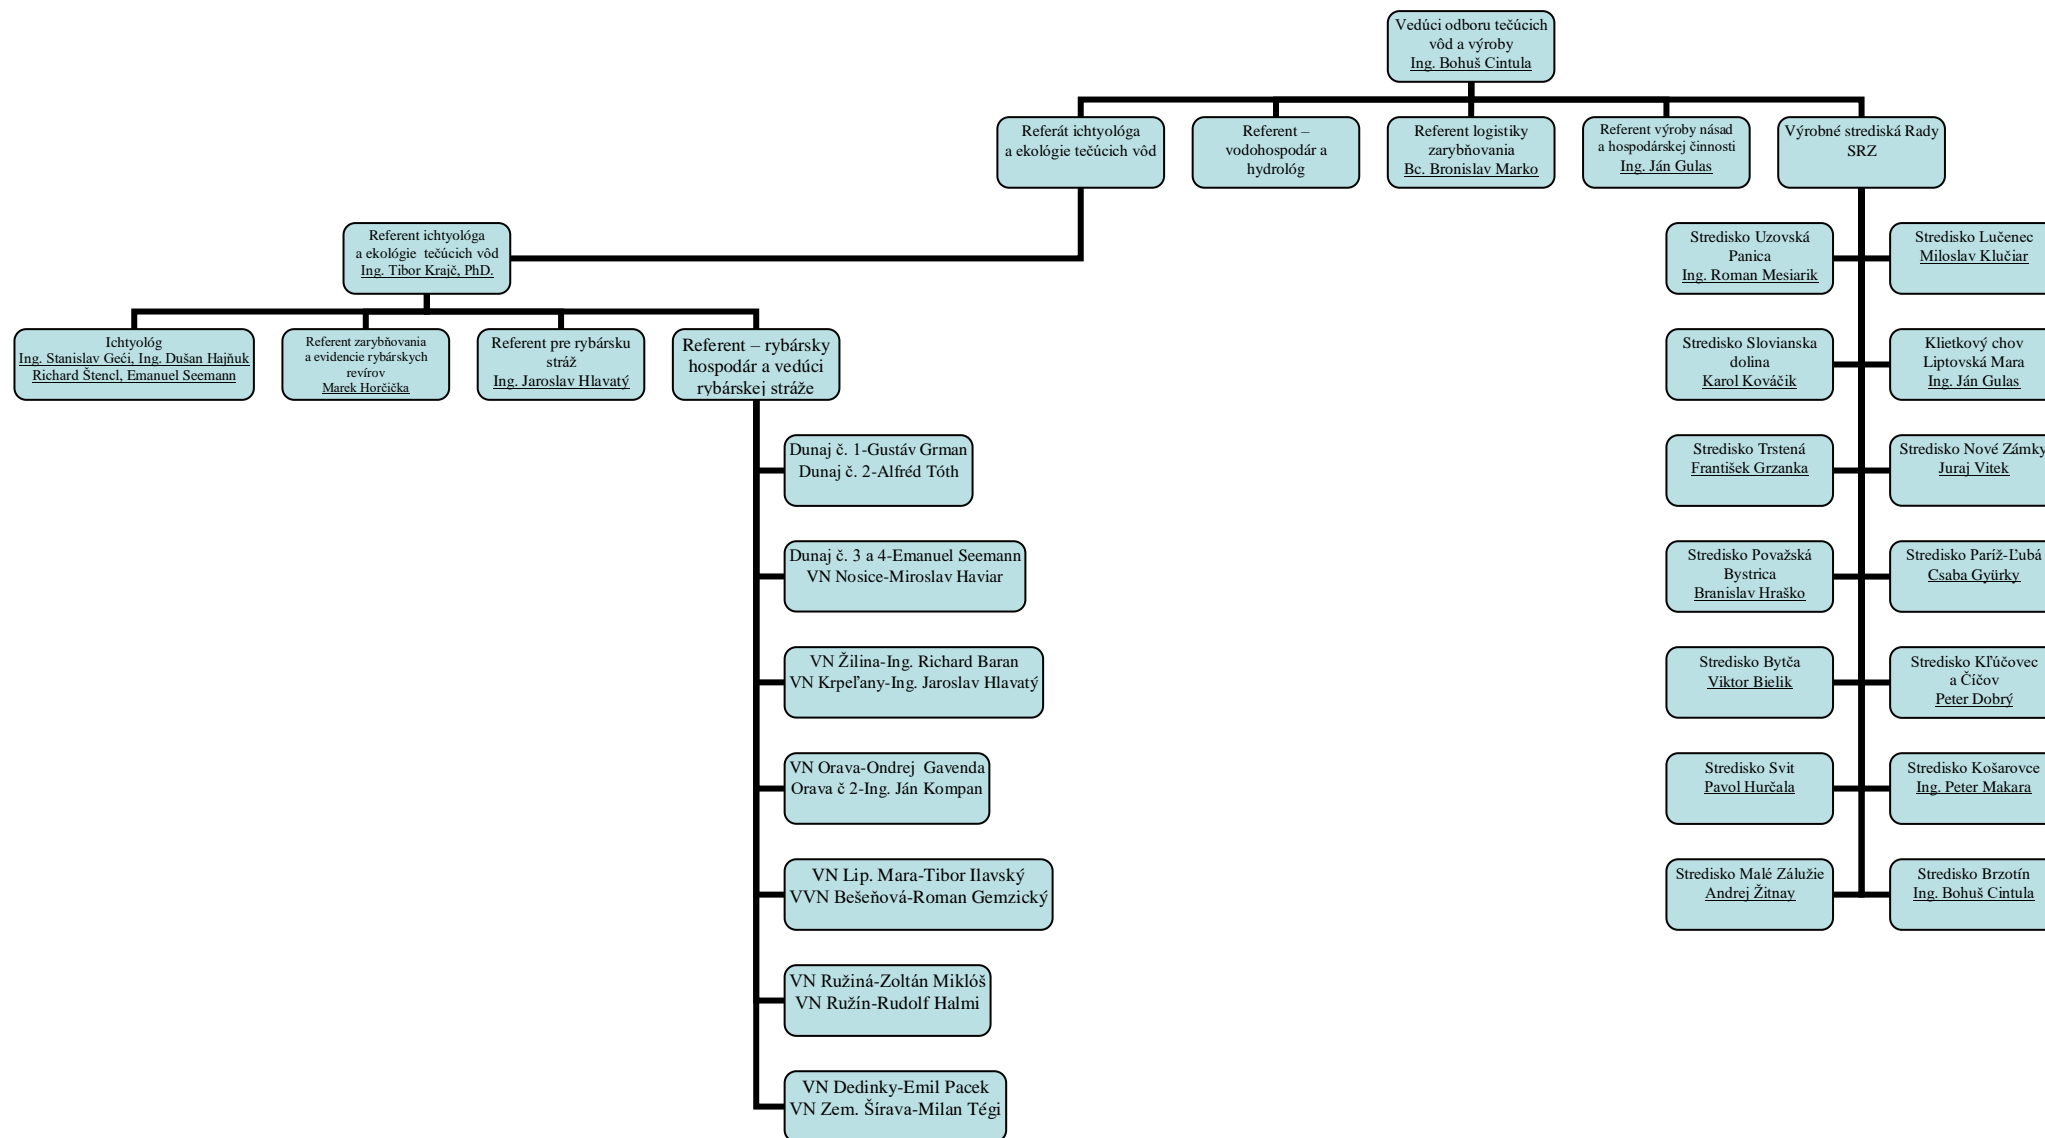 Vedúci odboru tečúcich
vôd a výroby
Ing. Bohuš Cintula
Referát ichtyológa
a ekológie tečúcich vôd
Referent –
vodohospodár a
hydrológ
Referent logistiky
zarybňovania
Bc. Bronislav Marko
Referent výroby násad
a hospodárskej činnosti
Ing. Ján Gulas
Výrobné strediská Rady
SRZ
Referent ichtyológa
a ekológie tečúcich vôd
Ing. Tibor Krajč, PhD.
Ichtyológ
Ing. Stanislav Geći, Ing. Dušan Hajňuk
Richard Štencl, Emanuel Seemann
Referent zarybňovania
a evidencie rybárskych
revírov
Marek Horčička
Referent pre rybársku
stráž
Ing. Jaroslav Hlavatý
Referent – rybársky
hospodár a vedúci
rybárskej stráže
Dunaj č. 1-Gustáv Grman
Dunaj č. 2-Alfréd Tóth
Dunaj č. 3 a 4-Emanuel Seemann
VN Nosice-Miroslav Haviar
VN Žilina-Ing. Richard Baran
VN Krpeľany-Ing. Jaroslav Hlavatý
VN Orava-Ondrej Gavenda
Orava č 2-Ing. Ján Kompan
VN Lip. Mara-Tibor Ilavský
VVN Bešeňová-Roman Gemzický
VN Ružiná-Zoltán Miklóš
VN Ružín-Rudolf Halmi
VN Dedinky-Emil Pacek
VN Zem. Šírava-Milan Tégi
Stredisko Uzovská
Panica
Ing. Roman Mesiarik
Stredisko Lučenec
Miloslav Klučiar
Stredisko Slovianska
dolina
Karol Kováčik
Klietkový chov
Liptovská Mara
Ing. Ján Gulas
Stredisko Trstená
František Grzanka
Stredisko Nové Zámky
Juraj Vitek
Stredisko Považská
Bystrica
Branislav Hraško
Stredisko Paríž-Ľubá
Csaba Gyürky
Stredisko Bytča
Viktor Bielik
Stredisko Kľúčovec
a Číčov
Peter Dobrý
Stredisko Svit
Pavol Hurčala
Stredisko Košarovce
Ing. Peter Makara
Stredisko Malé Zálužie
Andrej Žitnay
Stredisko Brzotín
Ing. Bohuš Cintula